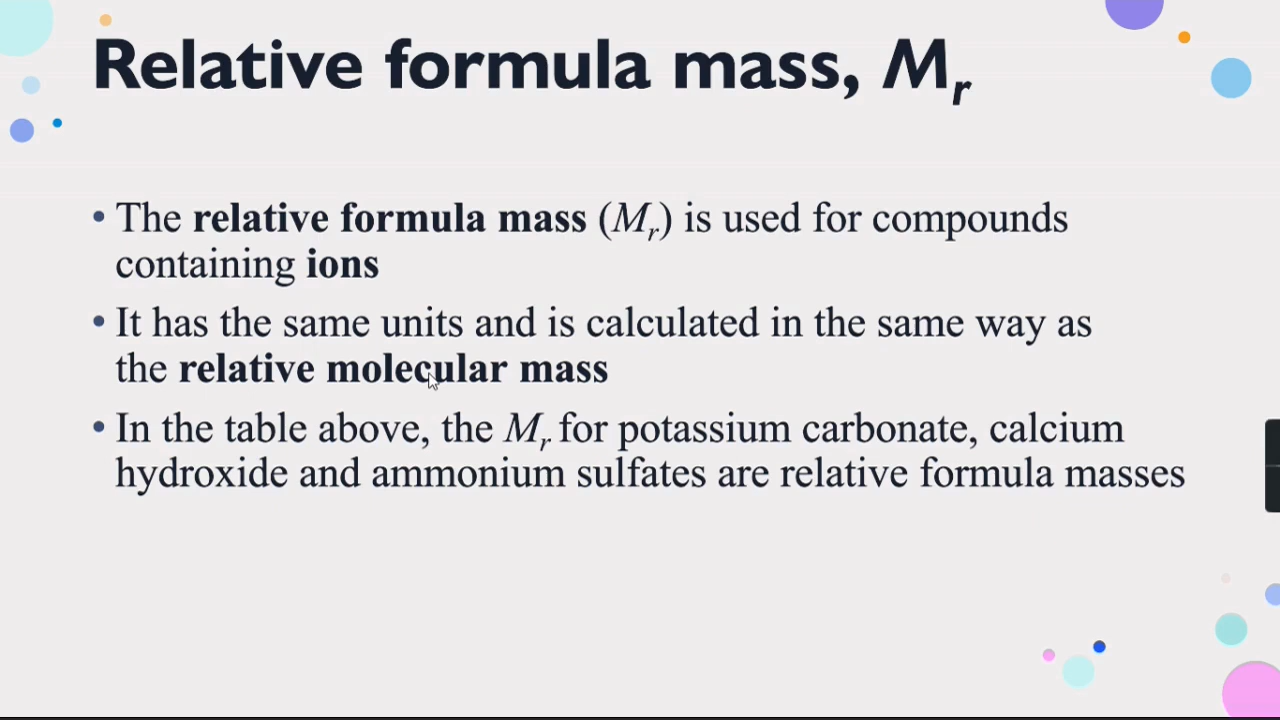 Relative formula mass, Mr
• The relative formula mass (Mr) is used for compounds
containing ions
• It has the same units and is calculated in the same way as
the relative molecular mass
• In the table above, the Mr for potassium carbonate, calcium
hydroxide and ammonium sulfates are relative formula masses